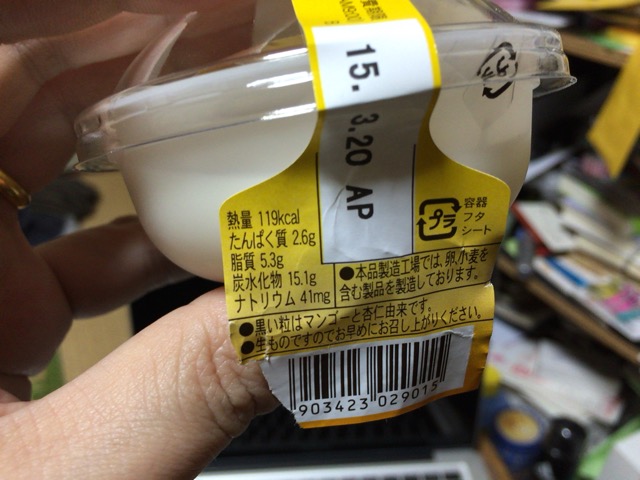 15. 3.20 AP
プラ
容器
フタ
シート
熱量 119kcal
たんぱく質 2.6g
脂質 5.3g
炭水化物 15.1g
ナトリウム 41mg
●本品製造工場では、卵、小麦を
含む製品を製造しております。
●黒い粒はマンゴーと杏仁由来です。
●生ものですのでお早めにお召し上がりください。
903423 029015